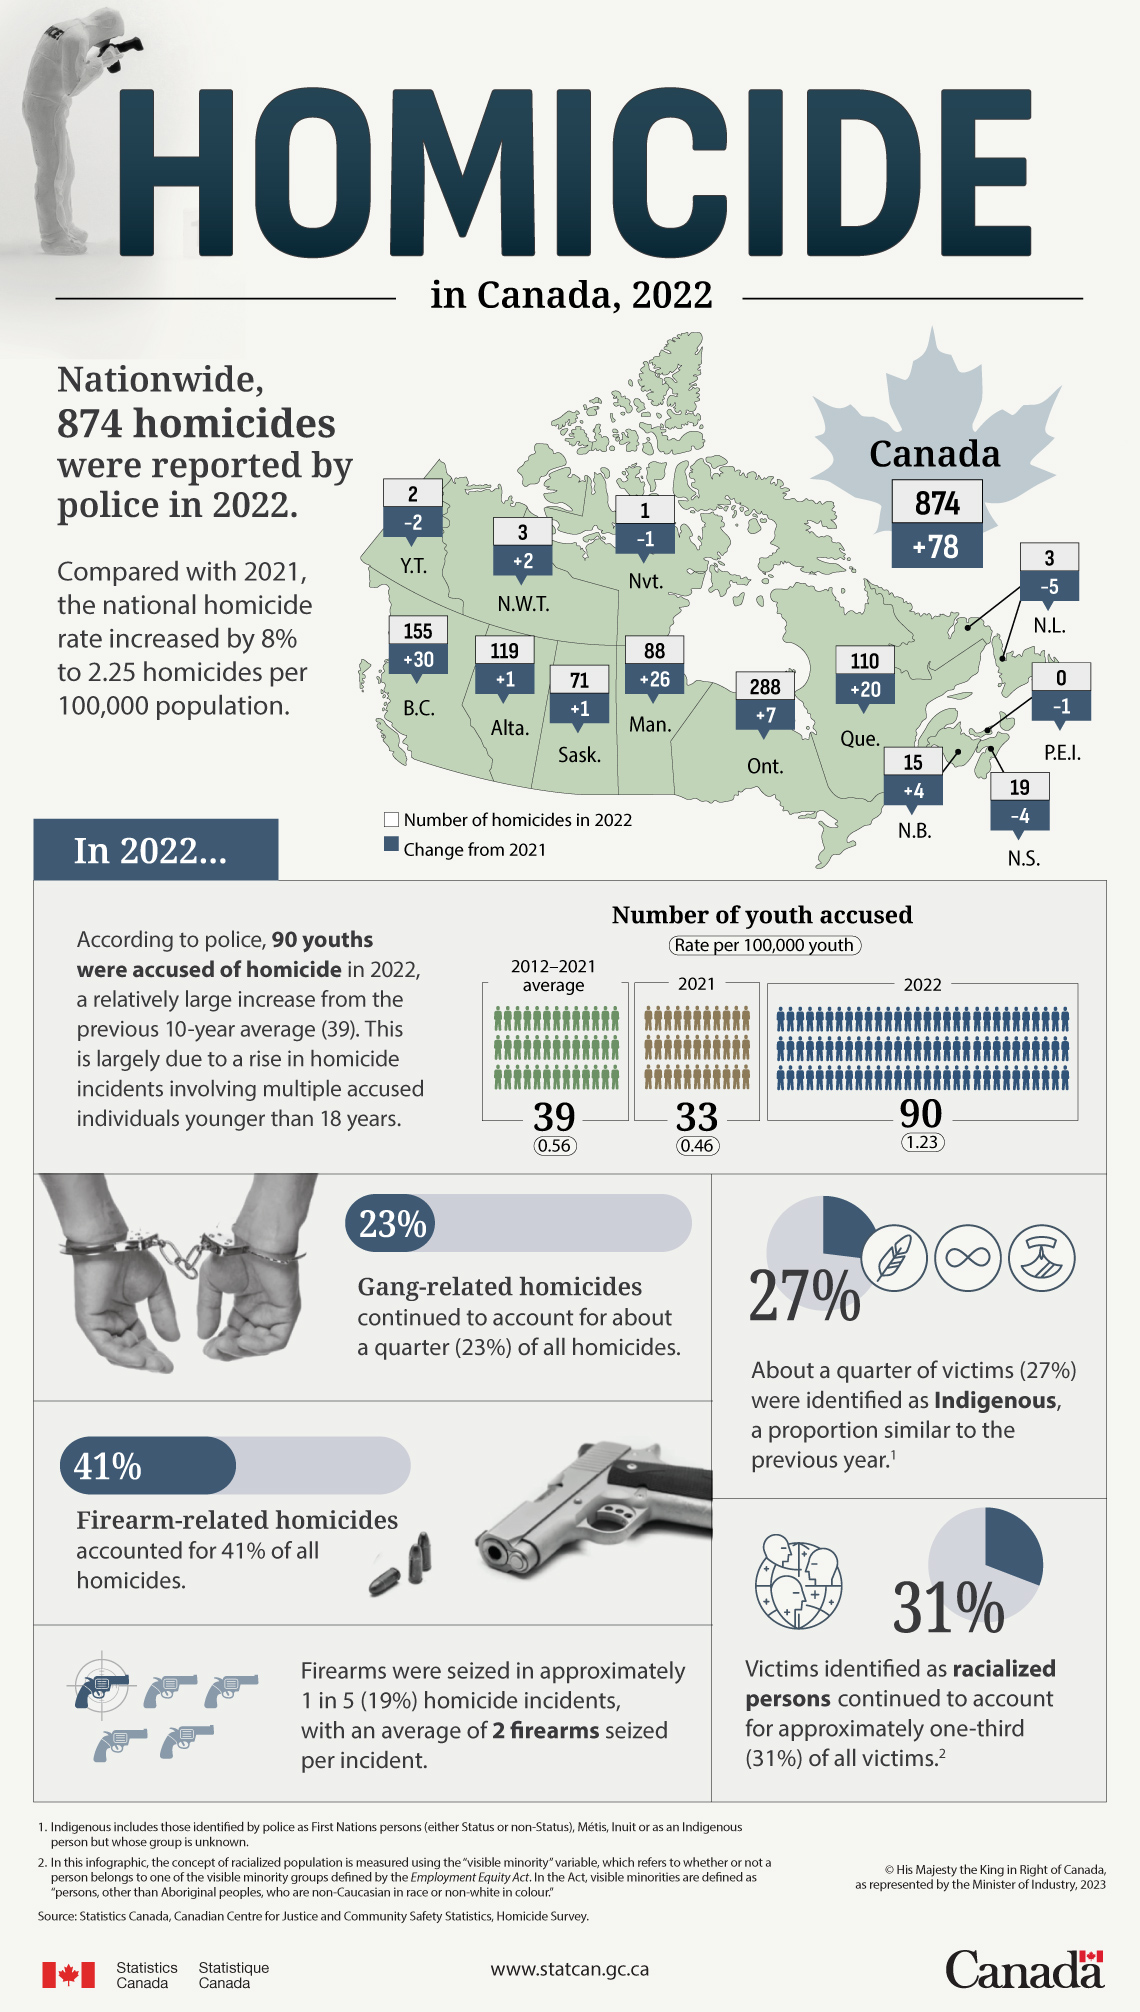 HOMICIDE
in Canada, 2022
Nationwide,
874 homicides
were reported by
police in 2022.
Compared with 2021,
the national homicide
rate increased by 8%
to 2.25 homicides per
100,000 population.
Canada
874
+78
2
-2
Y.T.
3
+2
N.W.T.
1
-1
Nvt.
3
-5
N.L.
155
+30
B.C.
119
+1
Alta.
71
+1
Sask.
88
+26
Man.
288
+7
Ont.
110
+20
Que.
0
-1
P.E.I.
15
+4
N.B.
19
-4
N.S.
Number of homicides in 2022
Change from 2021
In 2022...
According to police, 90 youths
were accused of homicide in 2022,
a relatively large increase from the
previous 10-year average (39). This
is largely due to a rise in homicide
incidents involving multiple accused
individuals younger than 18 years.
Number of youth accused
Rate per 100,000 youth
2012–2021
average
39
0.56
2021
33
0.46
2022
90
1.23
23%
Gang-related homicides
continued to account for about
a quarter (23%) of all homicides.
27%
About a quarter of victims (27%)
were identified as Indigenous,
a proportion similar to the
previous year.1
41%
Firearm-related homicides
accounted for 41% of all
homicides.
31%
Victims identified as racialized
persons continued to account
for approximately one-third
(31%) of all victims.2
Firearms were seized in approximately
1 in 5 (19%) homicide incidents,
with an average of 2 firearms seized
per incident.
1. Indigenous includes those identified by police as First Nations persons (either Status or non-Status), Métis, Inuit or as an Indigenous
person but whose group is unknown.
2. In this infographic, the concept of racialized population is measured using the "visible minority" variable, which refers to whether or not a
person belongs to one of the visible minority groups defined by the Employment Equity Act. In the Act, visible minorities are defined as
"persons, other than Aboriginal peoples, who are non-Caucasian in race or non-white in colour."
Source: Statistics Canada, Canadian Centre for Justice and Community Safety Statistics, Homicide Survey.
© His Majesty the King in Right of Canada,
as represented by the Minister of Industry, 2023
Statistics
Canada
Statistique
Canada
www.statcan.gc.ca
Canada